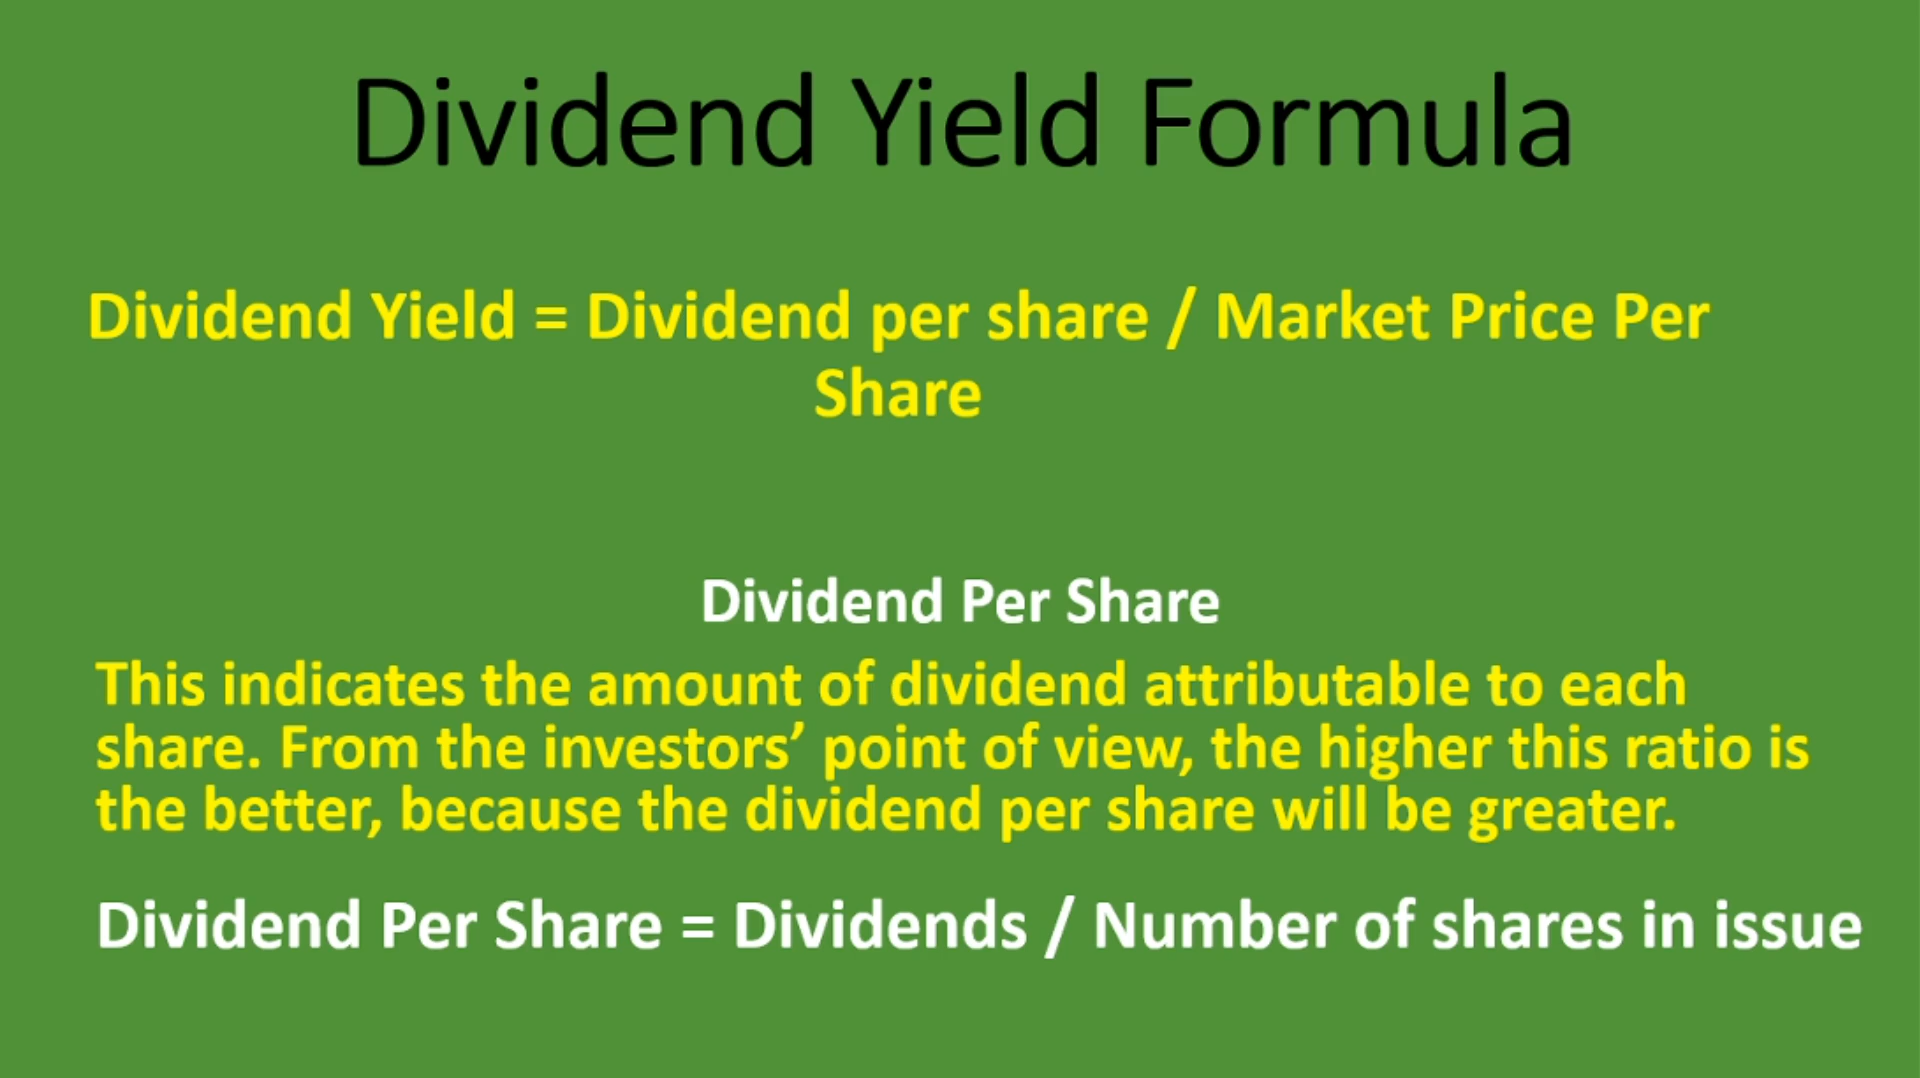 Dividend Yield Formula
Dividend Yield = Dividend per share / Market Price Per
Share
Dividend Per Share
This indicates the amount of dividend attributable to each
share. From the investors’ point of view, the higher this ratio is
the better, because the dividend per share will be greater.
Dividend Per Share = Dividends / Number of shares in issue